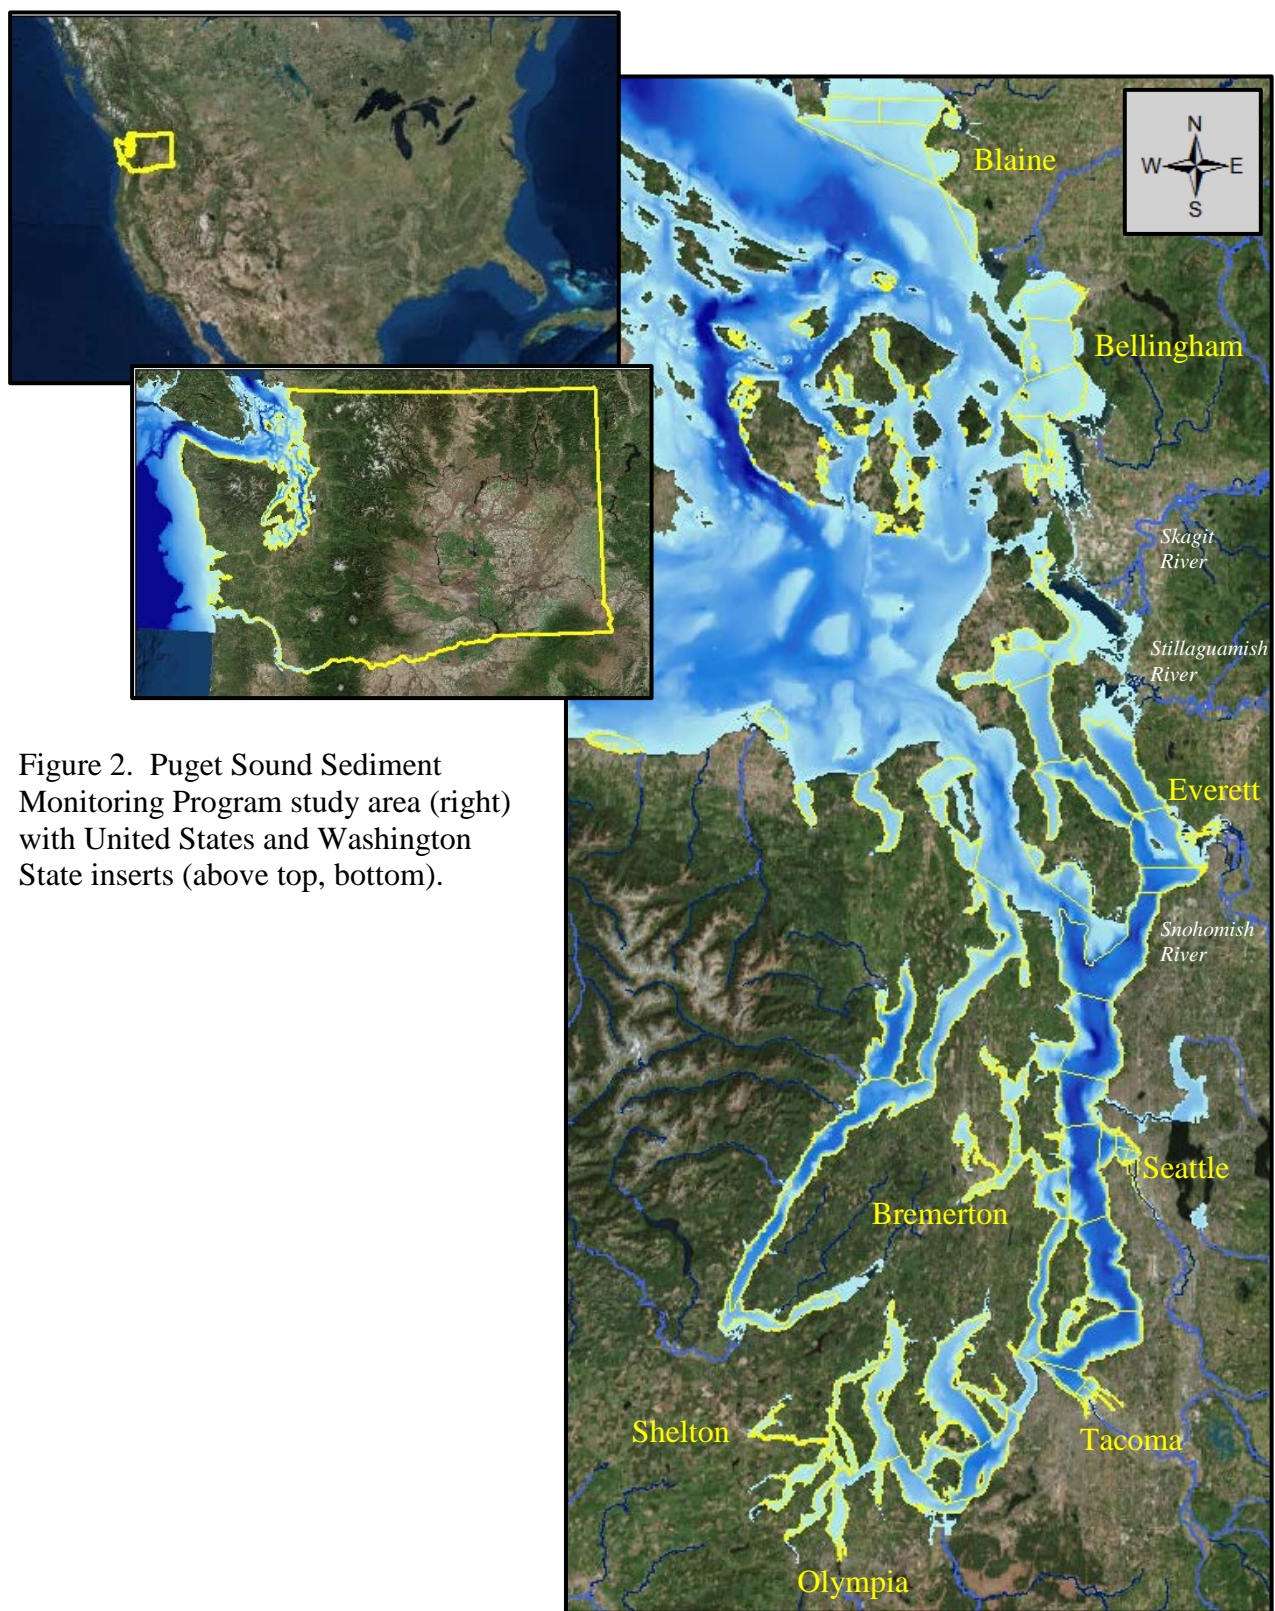 N
W E
S
Blaine
Bellingham
Skagit
River
Stillaguamish
River
Everett
Snohomish
River
Seattle
Bremerton
Shelton
Tacoma
Olympia
Figure 2. Puget Sound Sediment
Monitoring Program study area (right)
with United States and Washington
State inserts (above top, bottom).